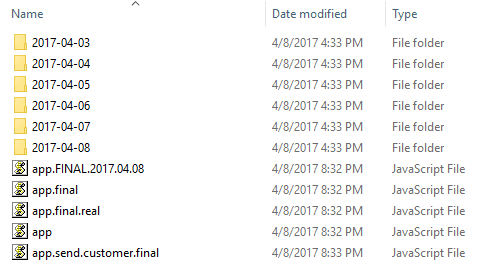 Name Date modified Type
2017-04-03 4/8/2017 4:33 PM File folder
2017-04-04 4/8/2017 4:33 PM File folder
2017-04-05 4/8/2017 4:33 PM File folder
2017-04-06 4/8/2017 4:33 PM File folder
2017-04-07 4/8/2017 4:33 PM File folder
2017-04-08 4/8/2017 4:33 PM File folder
app.FINAL.2017.04.08 4/8/2017 8:32 PM JavaScript File
app.final 4/8/2017 8:32 PM JavaScript File
app.final.real 4/8/2017 8:32 PM JavaScript File
app 4/8/2017 8:32 PM JavaScript File
app.send.customer.final 4/8/2017 8:33 PM JavaScript File